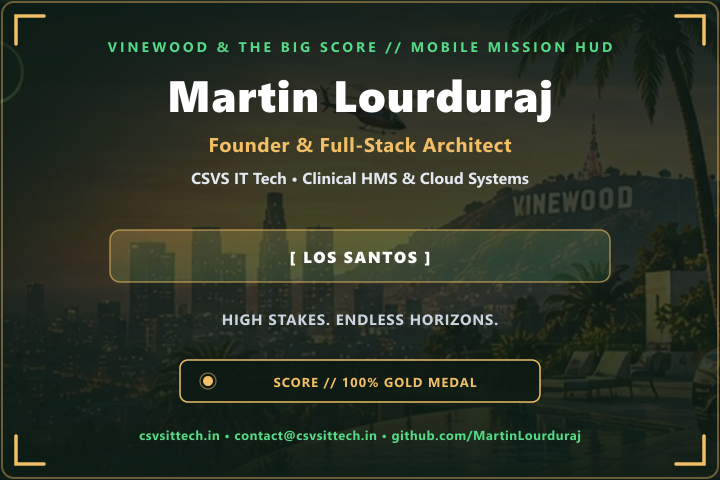 VINEWOOD & THE BIG SCORE // MOBILE MISSION HUD
Martin Lourduraj
Founder & Full-Stack Architect
CSVS IT Tech • Clinical HMS & Cloud Systems
VINEWOOD
[ LOS SANTOS ]
HIGH STAKES. ENDLESS HORIZONS.
SCORE // 100% GOLD MEDAL
csvsittech.in • contact@csvsittech.in • github.com/MartinLourduraj